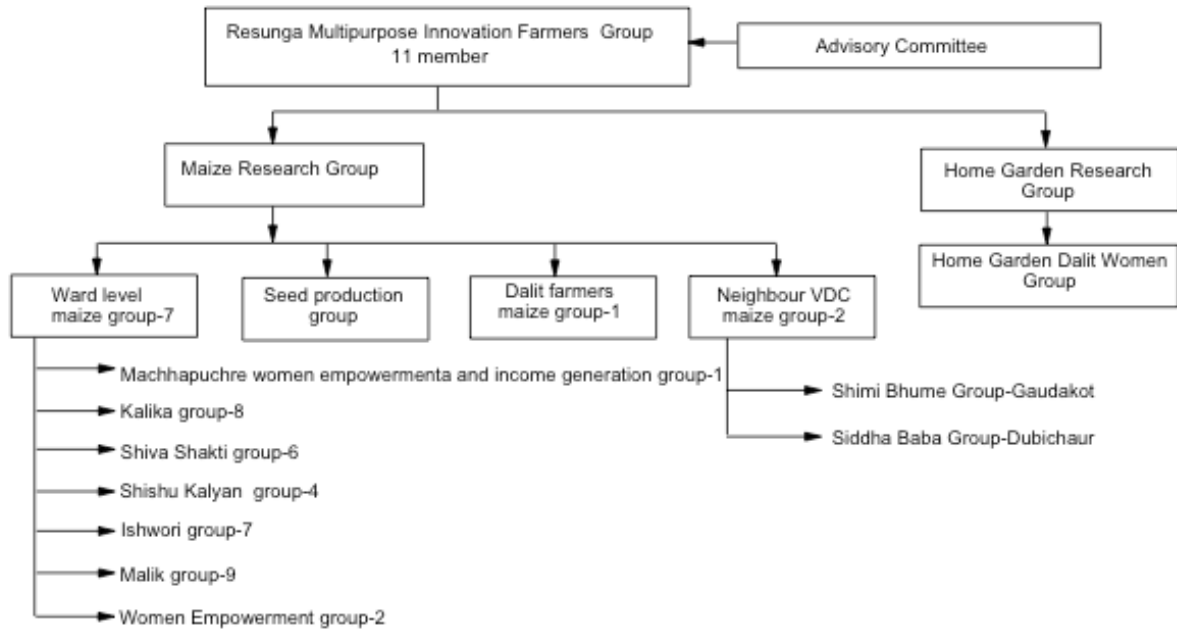 Resunga Multipurpose Innovation Farmers Group
11 member
Advisory Committee
Maize Research Group
Home Garden Research
Group
Home Garden Dalit Women
Group
Ward level
maize group-7
Seed production
group
Dalit farmers
maize group-1
Neighbour VDC
maize group-2
Machhapuchre women empowermenta and income generation group-1
Kalika group-8
Shiva Shakti group-6
Shishu Kalyan group-4
Ishwori group-7
Malik group-9
Women Empowerment group-2
Shimi Bhume Group-Gaudakot
Siddha Baba Group-Dubichaur